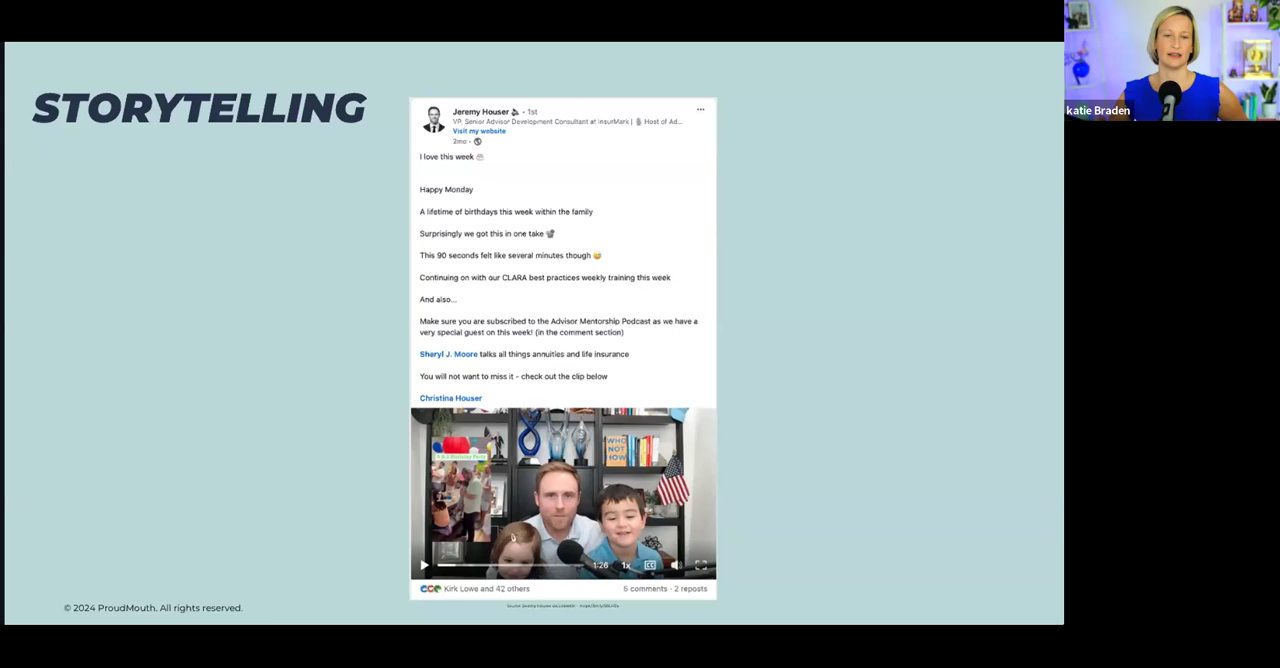 STORYTELLING
Jeremy Houser · 1st
VP, Senior Advisor Development Consultant at InsurMark | Host of Ad...
Visit my website
2mo ·
I love this week
Happy Monday
A lifetime of birthdays this week within the family
Surprisingly we got this in one take
This 90 seconds felt like several minutes though
Continuing on with our CLARA best practices weekly training this week
And also...
Make sure you are subscribed to the Advisor Mentorship Podcast as we have a
very special guest on this week! (in the comment section)
Sheryl J. Moore talks all things annuities and life insurance
You will not want to miss it - check out the clip below
Christina Houser
WHO
NOT
HOW
1:26 1x
Kirk Lowe and 42 others
5 comments · 2 reposts
© 2024 ProudMouth. All rights reserved.
katie Braden